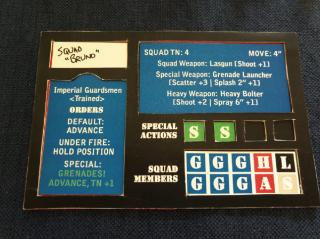 SQUAD
"BRUNO"
Imperial Guardsmen
<Trained>
ORDERS
DEFAULT:
ADVANCE
UNDER FIRE:
HOLD POSITION
SPECIAL:
GRENADES!
ADVANCE, TN +1
SQUAD TN: 4 MOVE: 4"
Squad Weapon: Lasgun [Shoot +1]
Special Weapon: Grenade Launcher
[Scatter +3 | Splash 2" +1]
Heavy Weapon: Heavy Bolter
[Shoot +2 | Spray 6" +1]
SPECIAL
ACTIONS
S S
SQUAD
MEMBERS
G G G H L
G G G A S